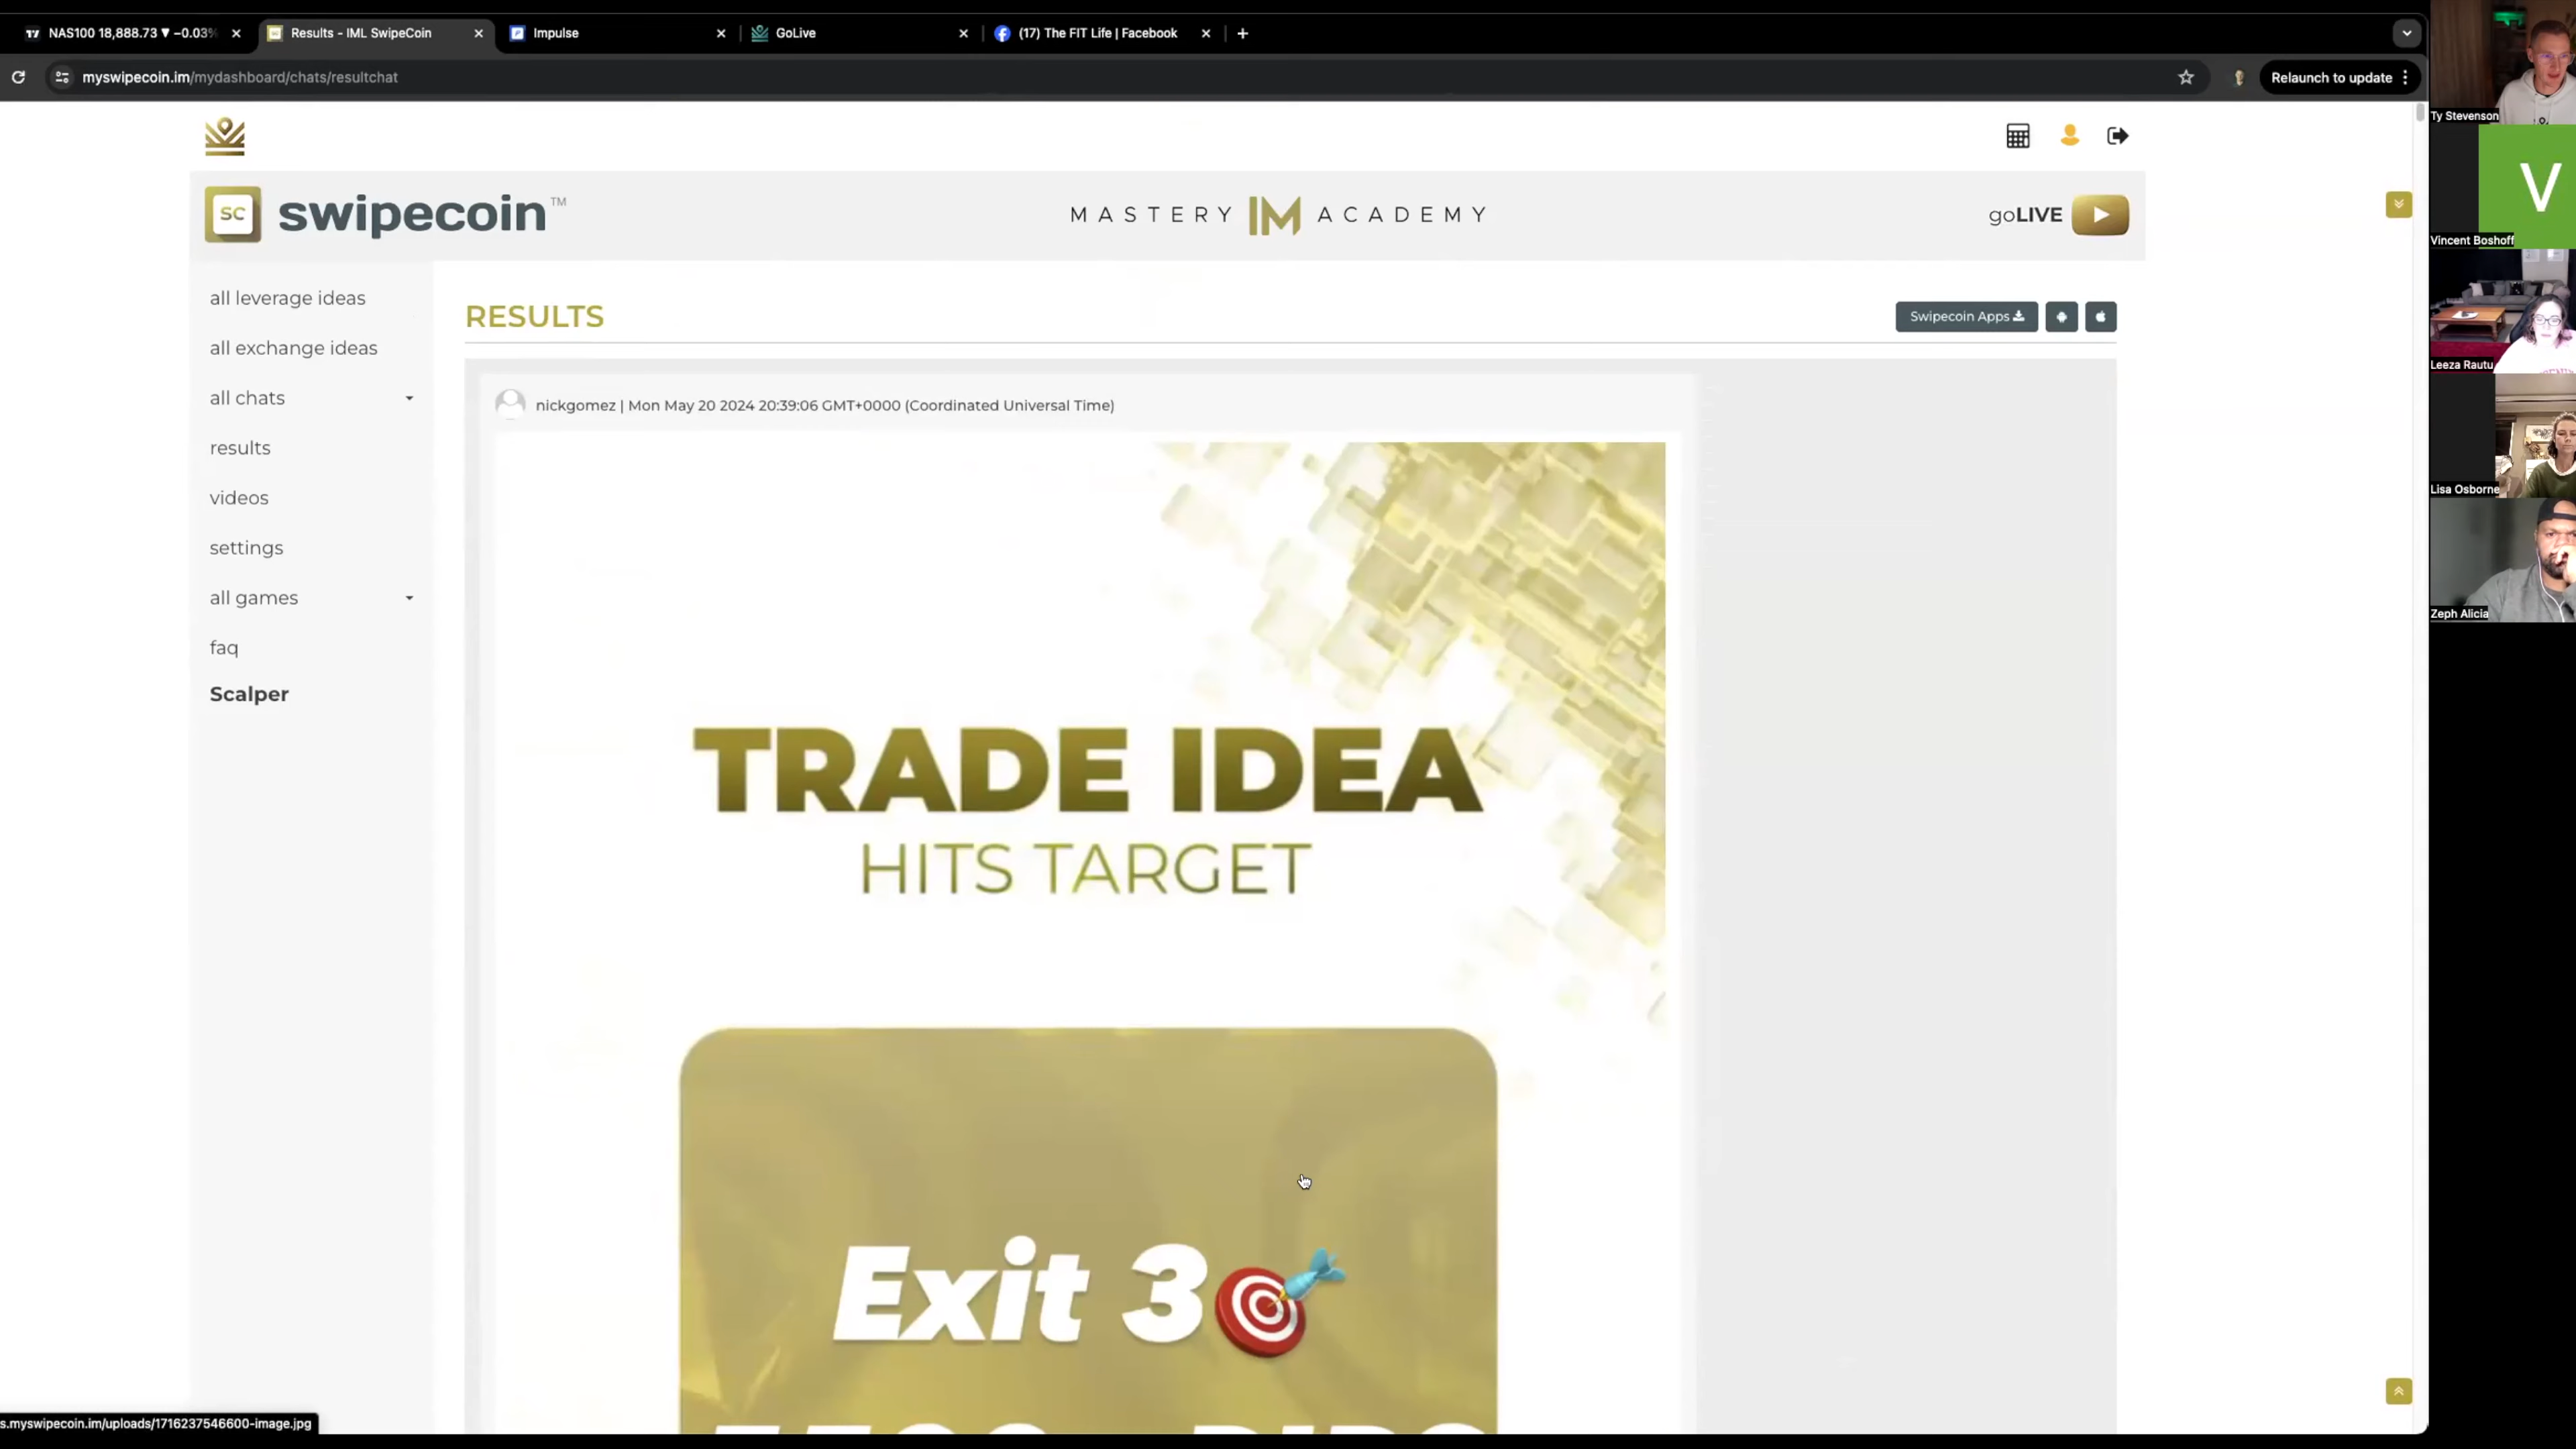 NAS100 18,888.73 ▼ −0.03%
Results - IML SwipeCoin
Impulse
GoLive
(17) The FIT Life | Facebook
myswipecoin.im/mydashboard/chats/resultchat
Relaunch to update
SC swipecoin™
MASTERY IM ACADEMY
goLIVE
all leverage ideas
all exchange ideas
all chats
results
videos
settings
all games
faq
Scalper
RESULTS
Swipecoin Apps
nickgomez | Mon May 20 2024 20:39:06 GMT+0000 (Coordinated Universal Time)
TRADE IDEA
HITS TARGET
Exit 3🎯
s.myswipecoin.im/uploads/1716237546600-image.jpg
Ty Stevenson
V
Vincent Boshoff
Leeza Rautu
Lisa Osborne
Zeph Alicia